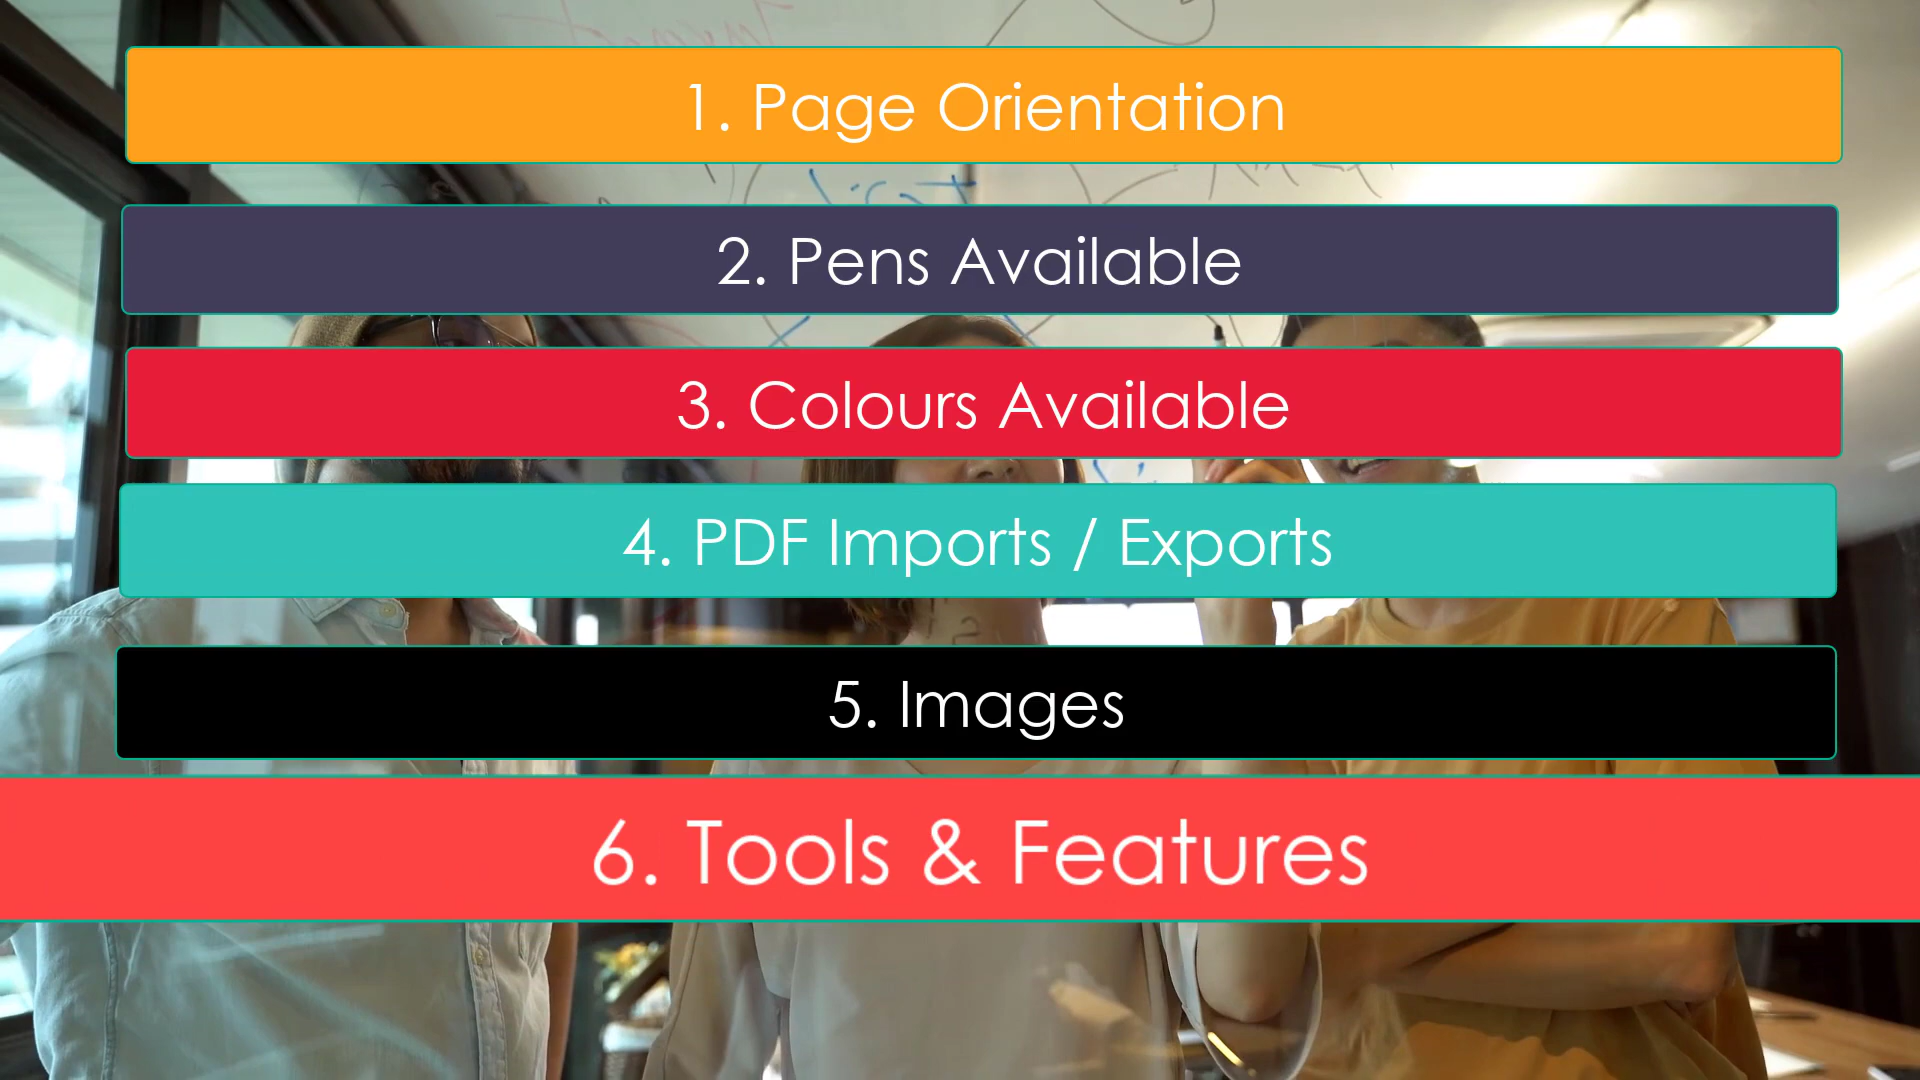 1. Page Orientation
2. Pens Available
3. Colours Available
4. PDF Imports / Exports
5. Images
6. Tools & Features